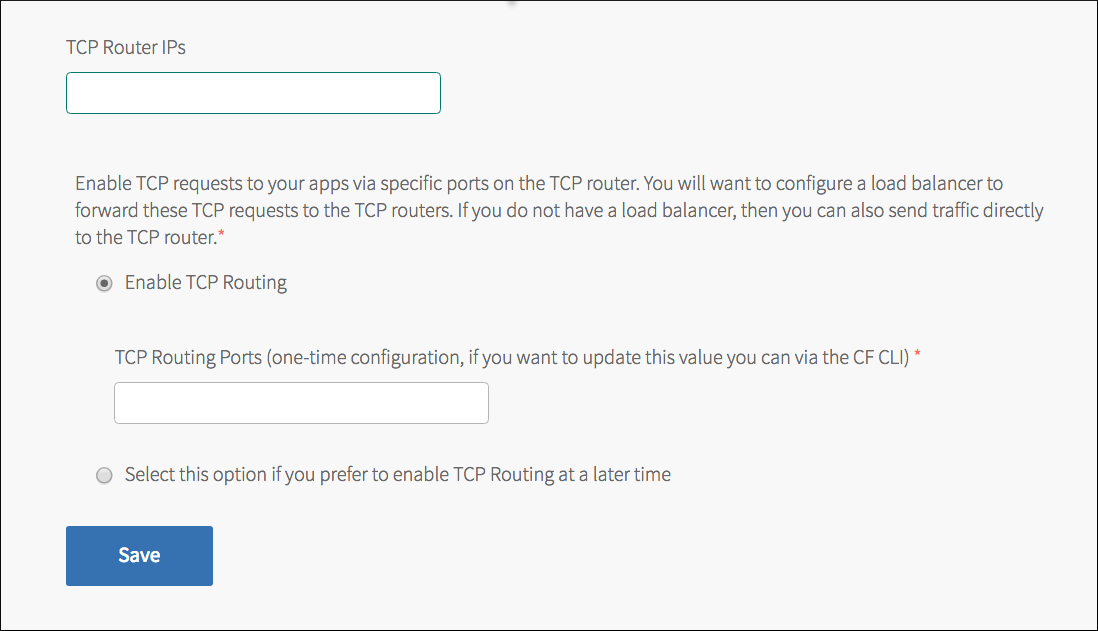 TCP Router IPs
Enable TCP requests to your apps via specific ports on the TCP router. You will want to configure a load balancer to
forward these TCP requests to the TCP routers. If you do not have a load balancer, then you can also send traffic directly
to the TCP router.*
Enable TCP Routing
TCP Routing Ports (one-time configuration, if you want to update this value you can via the CF CLI) *
Select this option if you prefer to enable TCP Routing at a later time
Save